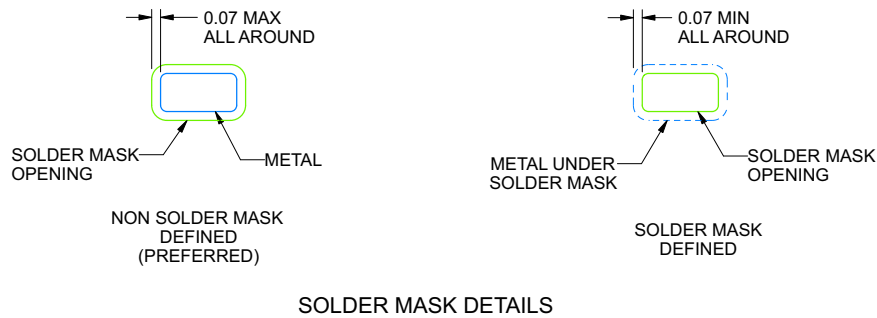 0.07 MAX
ALL AROUND
SOLDER MASK
OPENING
METAL
NON SOLDER MASK
DEFINED
(PREFERRED)
0.07 MIN
ALL AROUND
METAL UNDER
SOLDER MASK
SOLDER MASK
OPENING
SOLDER MASK
DEFINED
SOLDER MASK DETAILS